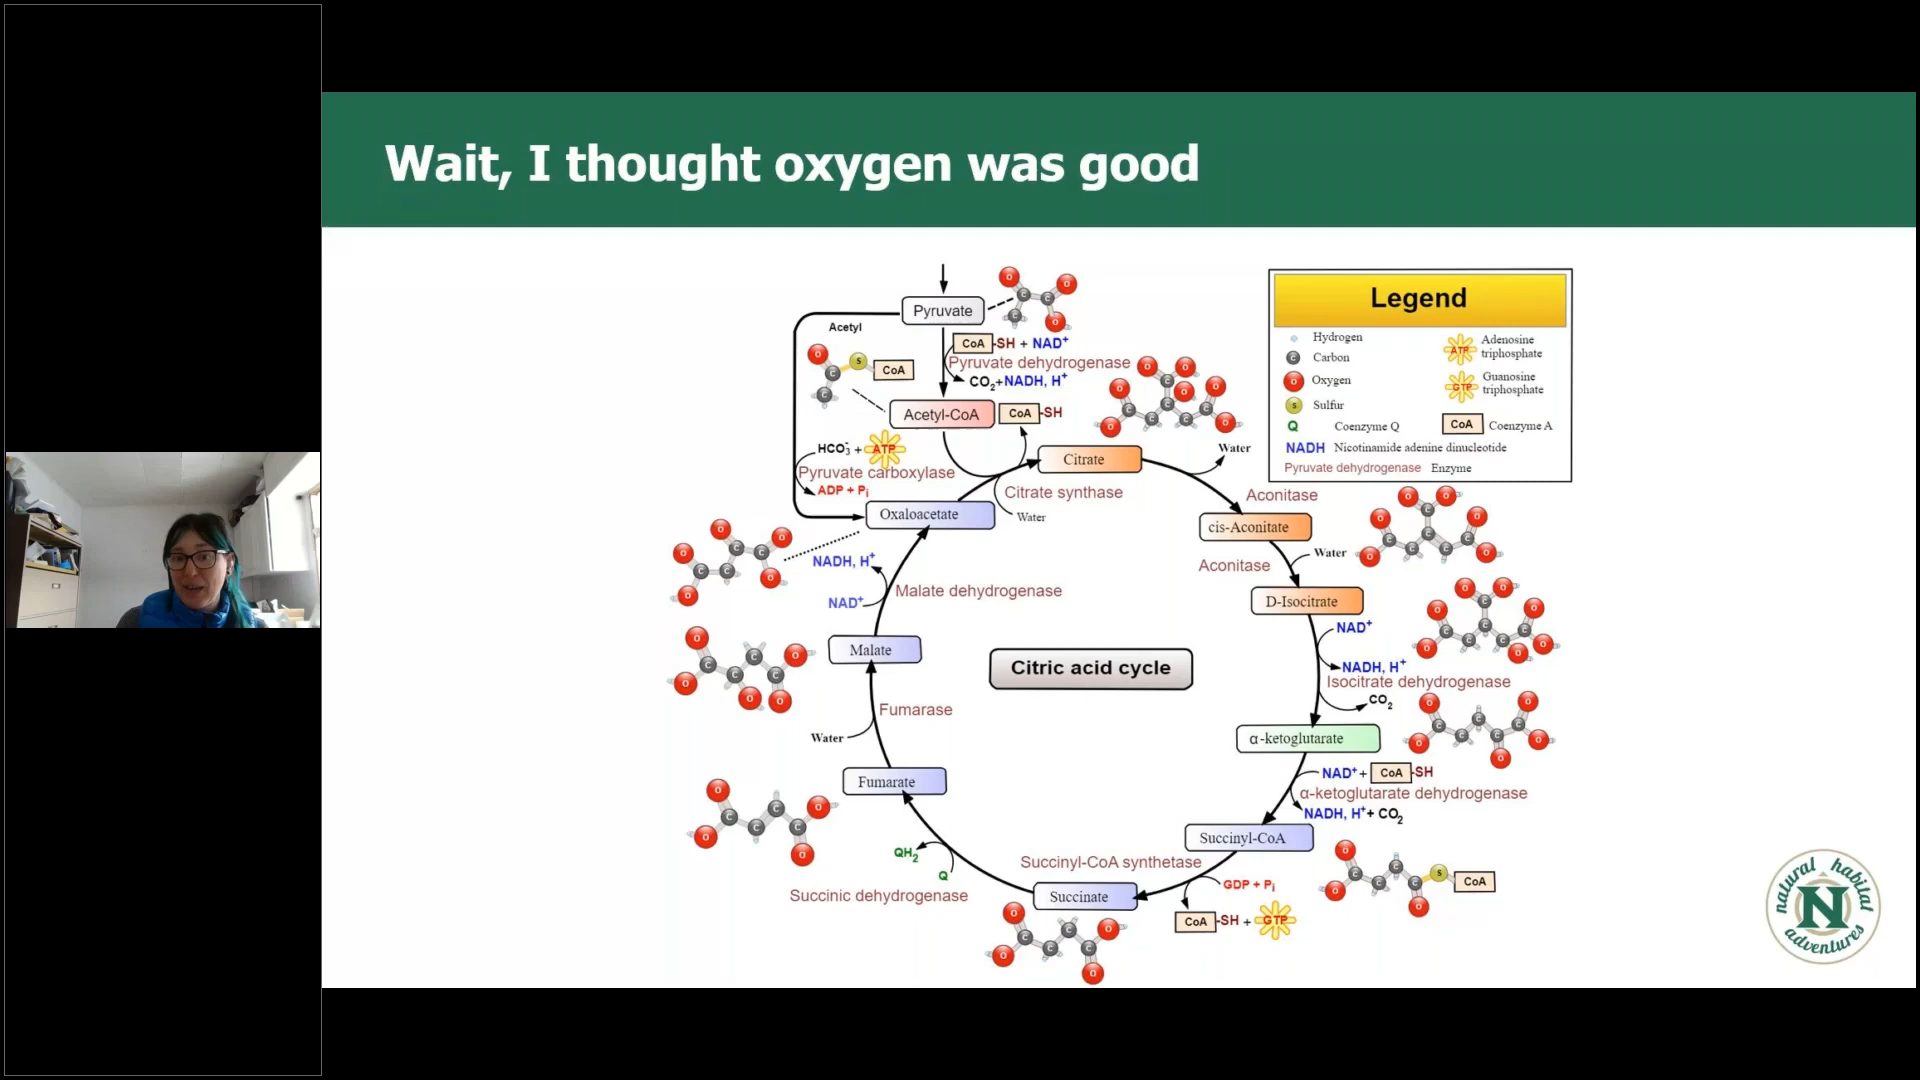 Wait, I thought oxygen was good
Pyruvate
Acetyl
CoA-SH + NAD+
Pyruvate dehydrogenase
CO2+NADH, H+
CoA
Acetyl-CoA
CoA-SH
HCO3- + ATP
Pyruvate carboxylase
ADP + Pi
Citrate
Water
Citrate synthase
Water
Oxaloacetate
Aconitase
cis-Aconitate
Water
Aconitase
D-Isocitrate
NAD+
NADH, H+
Isocitrate dehydrogenase
CO2
α-ketoglutarate
NAD+ + CoA-SH
α-ketoglutarate dehydrogenase
NADH, H+ + CO2
Succinyl-CoA
CoA
Succinyl-CoA synthetase
GDP + Pi
CoA-SH + GTP
Succinate
Succinic dehydrogenase
Q
QH2
Fumarate
Water
Fumarase
Malate
NAD+
Malate dehydrogenase
NADH, H+
Citric acid cycle
Legend
Hydrogen
C Carbon
O Oxygen
S Sulfur
Q Coenzyme Q
ATP Adenosine
triphosphate
GTP Guanosine
triphosphate
CoA Coenzyme A
NADH Nicotinamide adenine dinucleotide
Pyruvate dehydrogenase Enzyme
natural habitat
N
adventures